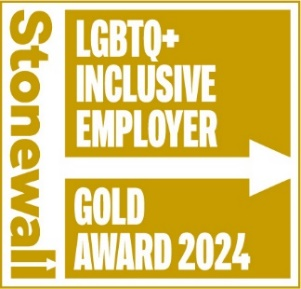 Stonewall
LGBTQ+
INCLUSIVE
EMPLOYER
GOLD
AWARD 2024